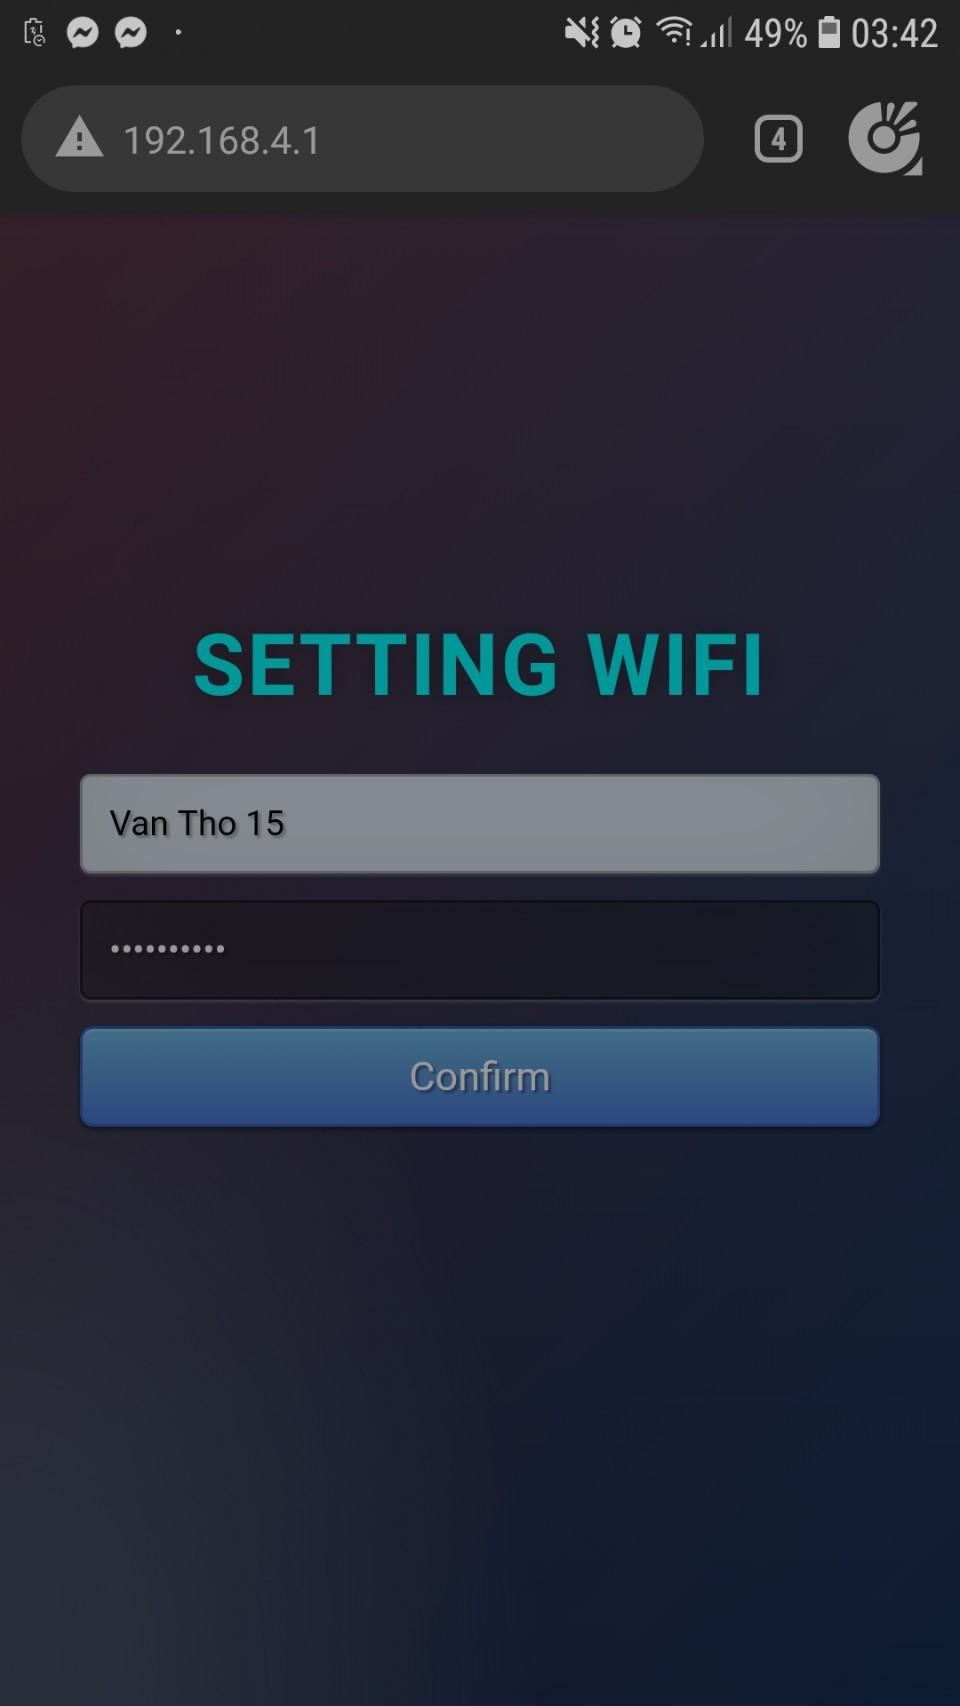 49% 03:42
192.168.4.1
4
SETTING WIFI
Van Tho 15
••••••••••
Confirm